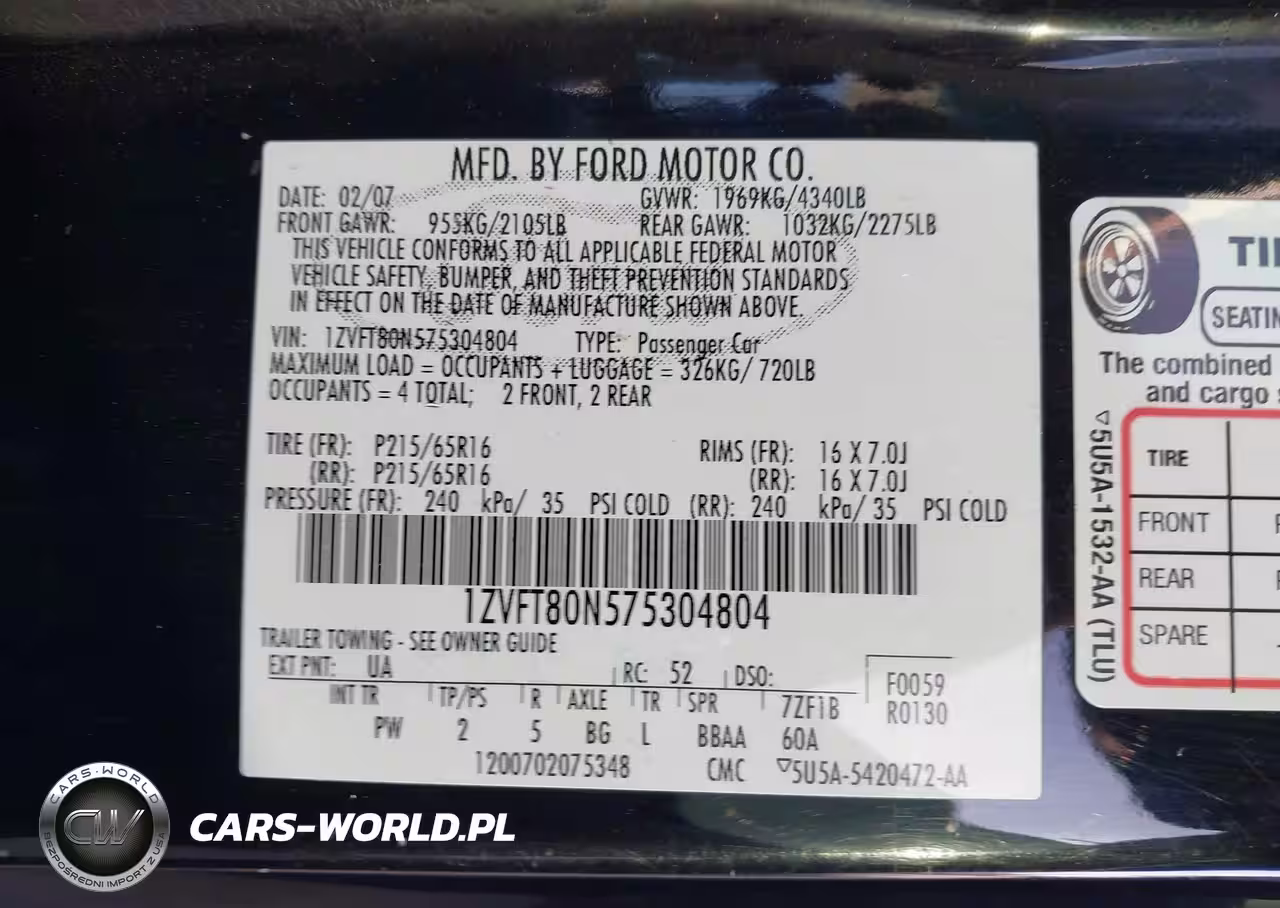 MFD. BY FORD MOTOR CO.
DATE: 02/07 GVWR: 1969KG/4340LB
FRONT GAWR: 955KG/2105LB REAR GAWR: 1032KG/2275LB
THIS VEHICLE CONFORMS TO ALL APPLICABLE FEDERAL MOTOR
VEHICLE SAFETY, BUMPER, AND THEFT PREVENTION STANDARDS
IN EFFECT ON THE DATE OF MANUFACTURE SHOWN ABOVE.
VIN: 1ZVFT80N575304804 TYPE: Passenger Car
MAXIMUM LOAD = OCCUPANTS + LUGGAGE = 326KG/ 720LB
OCCUPANTS = 4 TOTAL; 2 FRONT, 2 REAR
TIRE (FR): P215/65R16 RIMS (FR): 16 X 7.0J
(RR): P215/65R16 (RR): 16 X 7.0J
PRESSURE (FR): 240 kPa/ 35 PSI COLD (RR): 240 kPa/ 35 PSI COLD
1ZVFT80N575304804
TRAILER TOWING - SEE OWNER GUIDE
EXT PNT: UA RC: 52 DSO:
F0059
INT TR TP/PS R AXLE TR SPR 7ZF1B R0130
PW 2 5 BG L BBAA 60A
1200702075348 CMC ▽5U5A-5420472-AA
SEATIN
The combined
and cargo
▽5U5A-1532-AA (TLU)
TIRE
FRONT
REAR
SPARE
CARS-WORLD
CW
BEZPOŚREDNI IMPORT Z USA
CARS-WORLD.PL